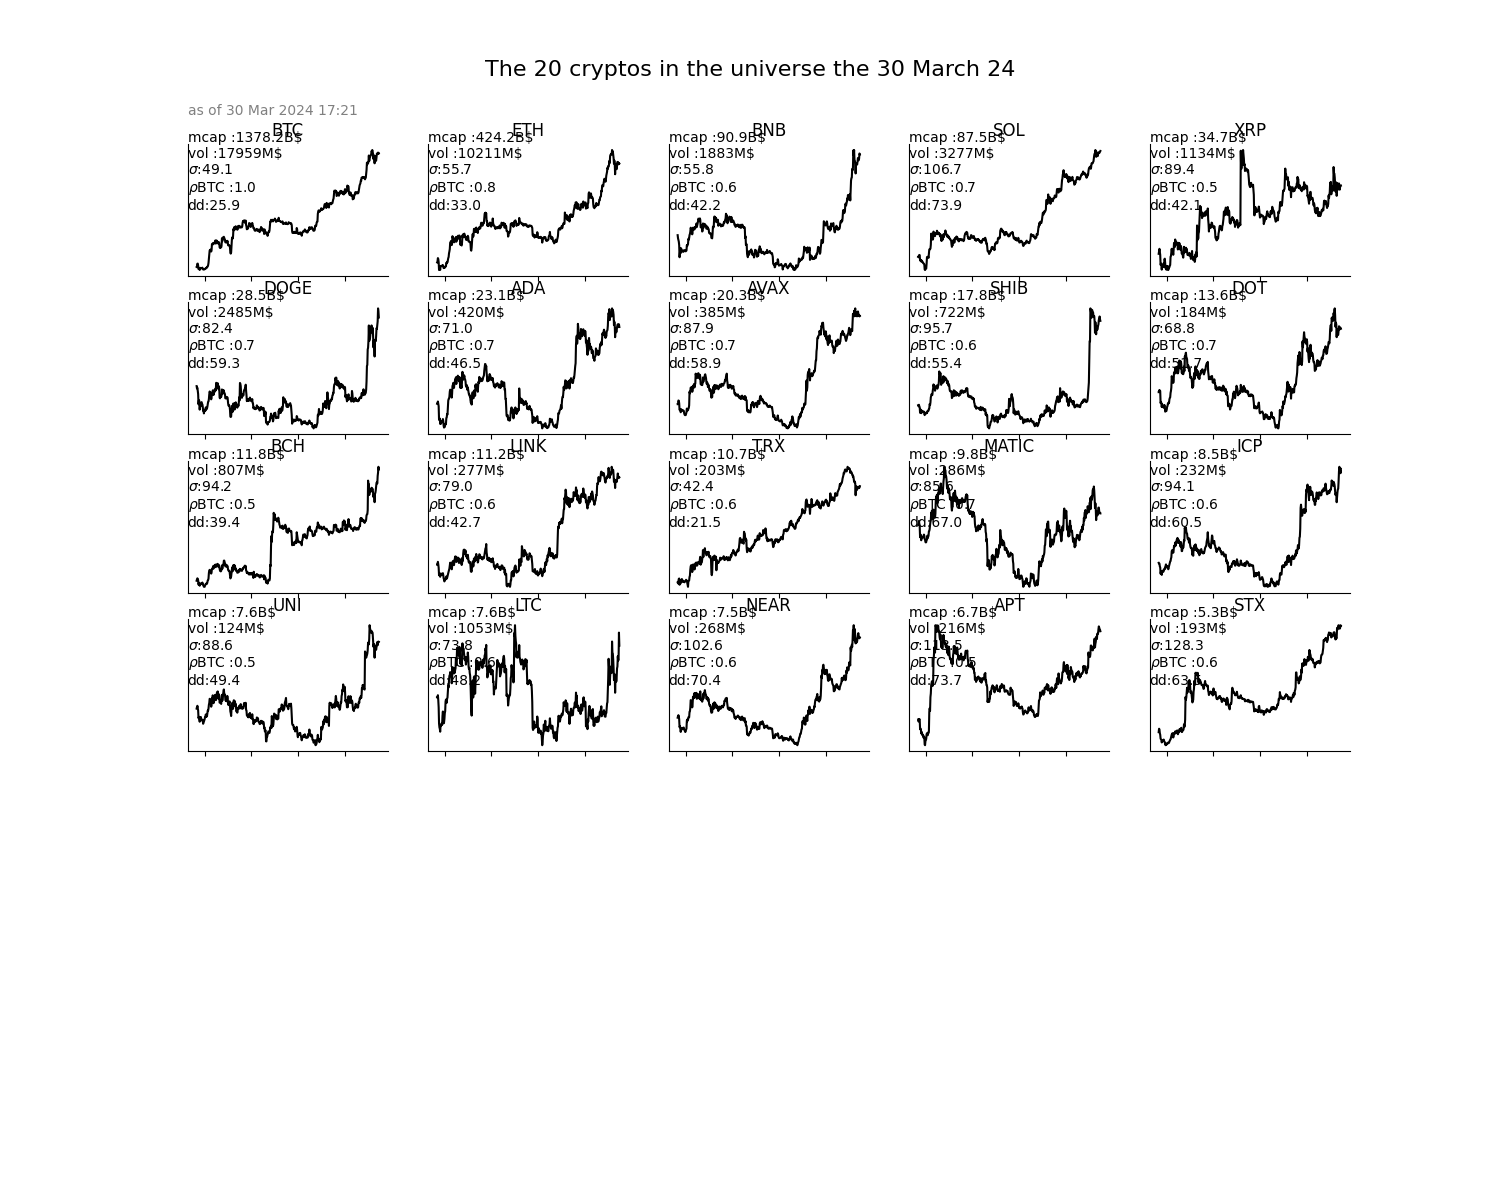 The 20 cryptos in the universe the 30 March 24
as of 30 Mar 2024 17:21
BTC
mcap :1378.2B$
vol :17959M$
σ:49.1
ρBTC :1.0
dd:25.9
ETH
mcap :424.2B$
vol :10211M$
σ:55.7
ρBTC :0.8
dd:33.0
BNB
mcap :90.9B$
vol :1883M$
σ:55.8
ρBTC :0.6
dd:42.2
SOL
mcap :87.5B$
vol :3277M$
σ:106.7
ρBTC :0.7
dd:73.9
XRP
mcap :34.7B$
vol :1134M$
σ:89.4
ρBTC :0.5
dd:42.1
DOGE
mcap :28.5B$
vol :2485M$
σ:82.4
ρBTC :0.7
dd:59.3
ADA
mcap :23.1B$
vol :420M$
σ:71.0
ρBTC :0.7
dd:46.5
AVAX
mcap :20.3B$
vol :385M$
σ:87.9
ρBTC :0.7
dd:58.9
SHIB
mcap :17.8B$
vol :722M$
σ:95.7
ρBTC :0.6
dd:55.4
DOT
mcap :13.6B$
vol :184M$
σ:68.8
ρBTC :0.7
BCH
mcap :11.8B$
vol :807M$
σ:94.2
ρBTC :0.5
dd:39.4
LINK
mcap :11.2B$
vol :277M$
σ:79.0
ρBTC :0.6
dd:42.7
TRX
mcap :10.7B$
vol :203M$
σ:42.4
ρBTC :0.6
dd:21.5
MATIC
mcap :9.8B$
vol :286M$
ρBTC :0.7
dd:67.0
ICP
mcap :8.5B$
vol :232M$
σ:94.1
ρBTC :0.6
dd:60.5
UNI
mcap :7.6B$
vol :124M$
σ:88.6
ρBTC :0.5
dd:49.4
LTC
mcap :7.6B$
vol :1053M$
σ:73.8
ρBTC :0.6
dd:48.2
NEAR
mcap :7.5B$
vol :268M$
σ:102.6
ρBTC :0.6
dd:70.4
APT
mcap :6.7B$
vol :216M$
ρBTC :0.5
dd:73.7
STX
mcap :5.3B$
vol :193M$
σ:128.3
ρBTC :0.6